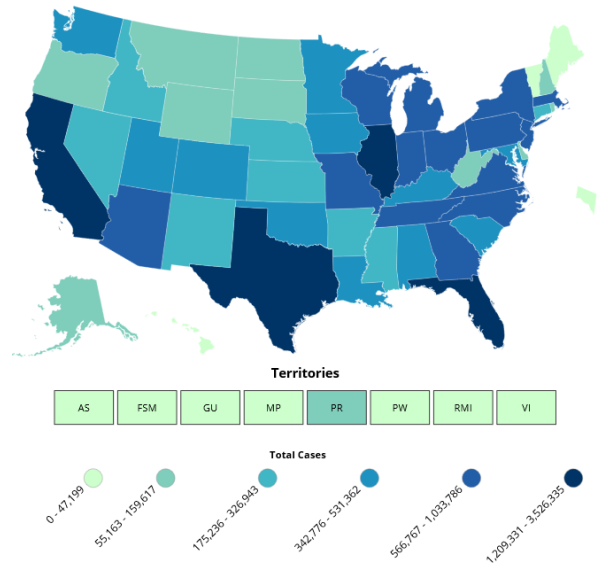 Territories
AS FSM GU MP PR PW RMI VI
Total Cases
0 - 47,199
55,163 - 159,617
175,236 - 326,943
342,776 - 531,362
566,767 - 1,033,786
1,209,331 - 3,526,335